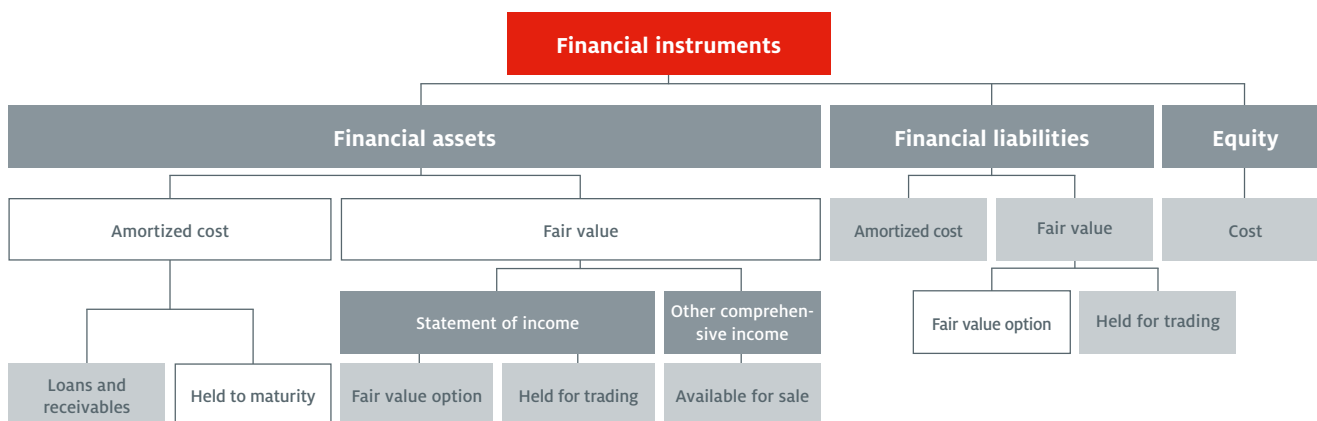 Financial instruments
Financial assets
Financial liabilities
Equity
Amortized cost
Fair value
Amortized cost
Fair value
Cost
Statement of income
Other comprehen-
sive income
Fair value option
Held for trading
Loans and
receivables
Held to maturity
Fair value option
Held for trading
Available for sale